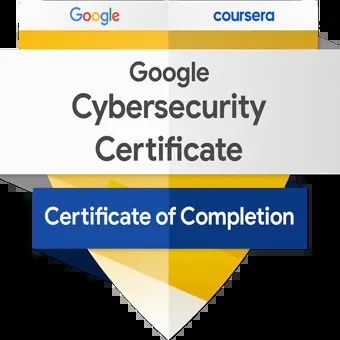 Google coursera
Google
Cybersecurity
Certificate
Certificate of Completion